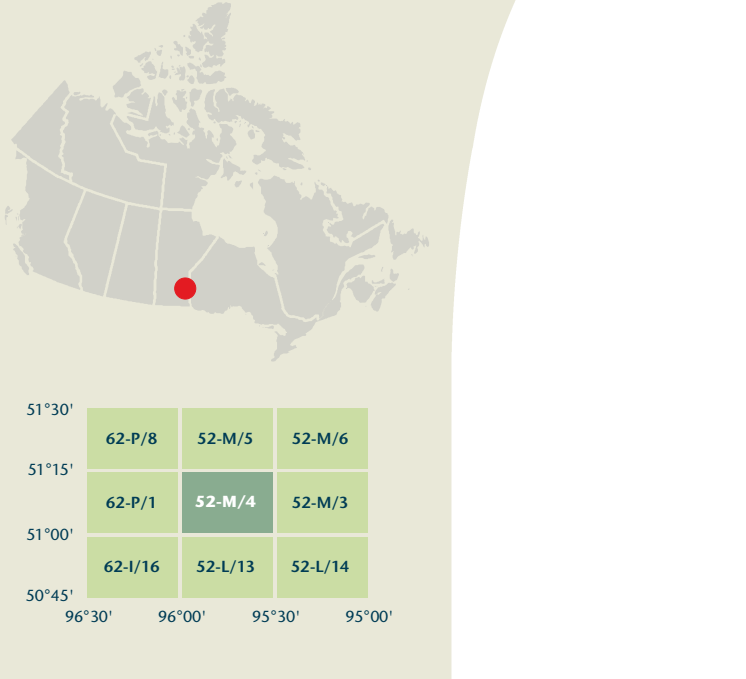 51°30'
62-P/8 52-M/5 52-M/6
51°15'
62-P/1 52-M/4 52-M/3
51°00'
62-I/16 52-L/13 52-L/14
50°45'
96°30' 96°00' 95°30' 95°00'